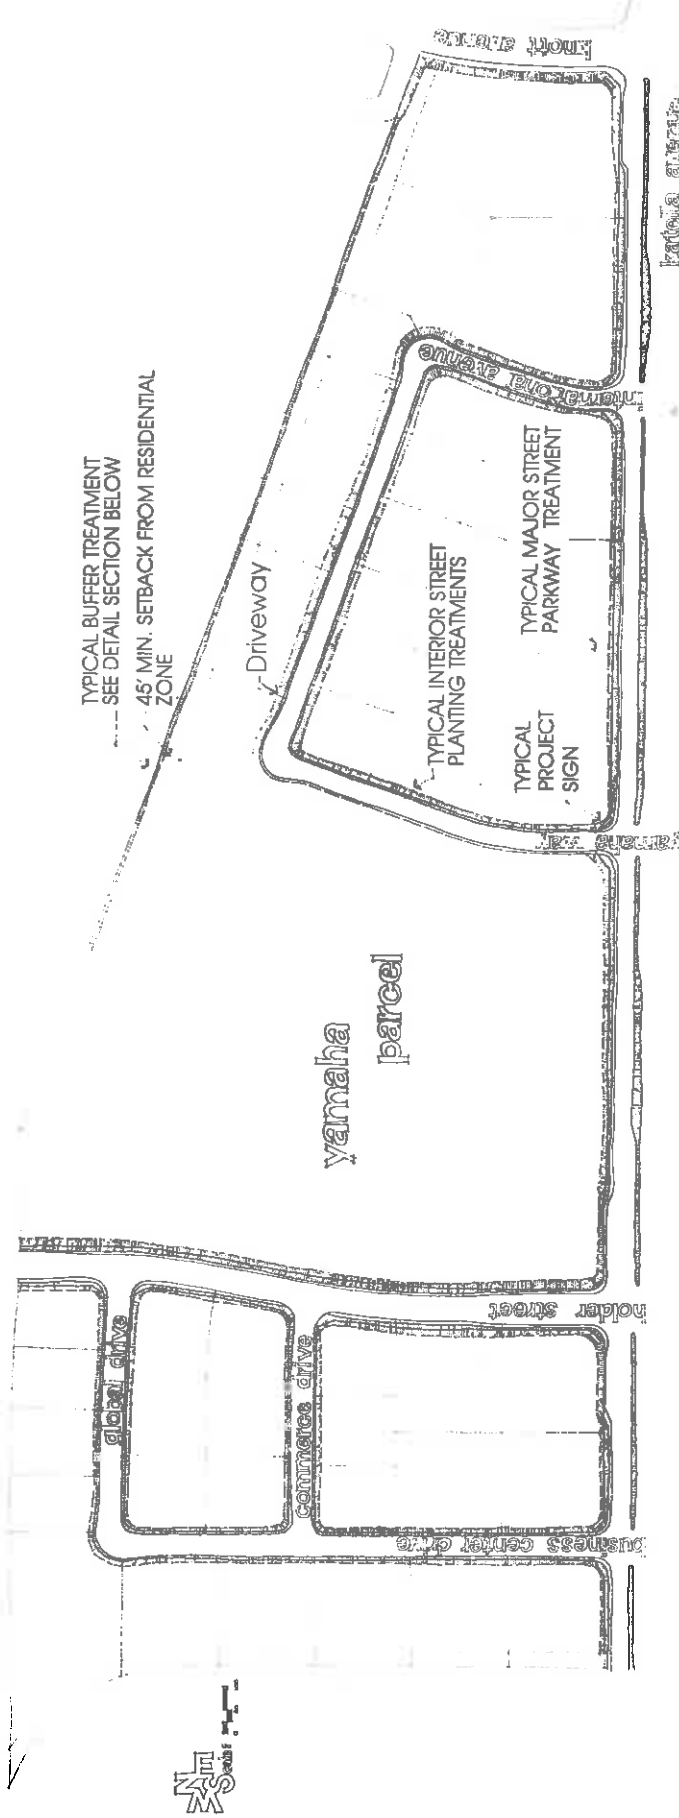 knott avenue
katella avenue
TYPICAL BUFFER TREATMENT
SEE DETAIL SECTION BELOW
45' MIN. SETBACK FROM RESIDENTIAL
ZONE
Driveway
international avenue
TYPICAL INTERIOR STREET
PLANTING TREATMENTS
TYPICAL MAJOR STREET
PARKWAY TREATMENT
TYPICAL
PROJECT
SIGN
yamaha way
yamaha
parcel
holder street
global drive
commerce drive
business center drive